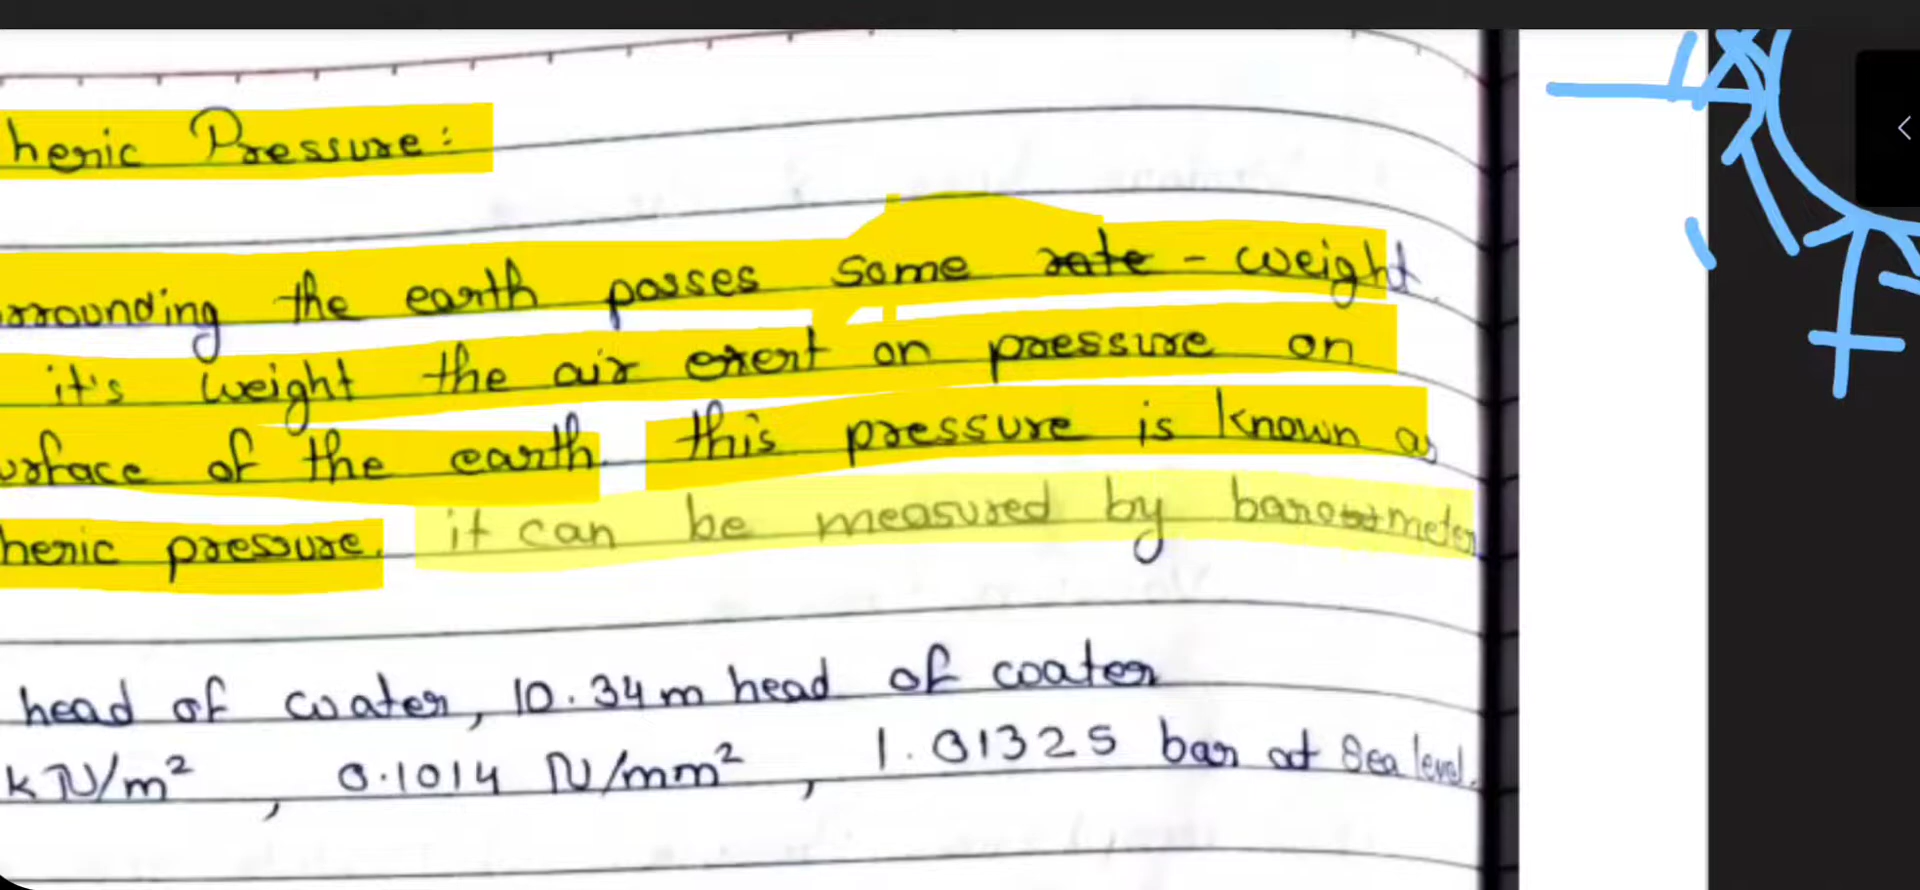 heric Pressure:
rrounding the earth posses some rate - weight.
it's weight the air exert on pressure on
urface of the earth. this pressure is known as
heric pressure. it can be measured by barometer
head of water, 10.34 m head of water
kN/m², 0.1014 N/mm², 1.01325 bar at Sea level.